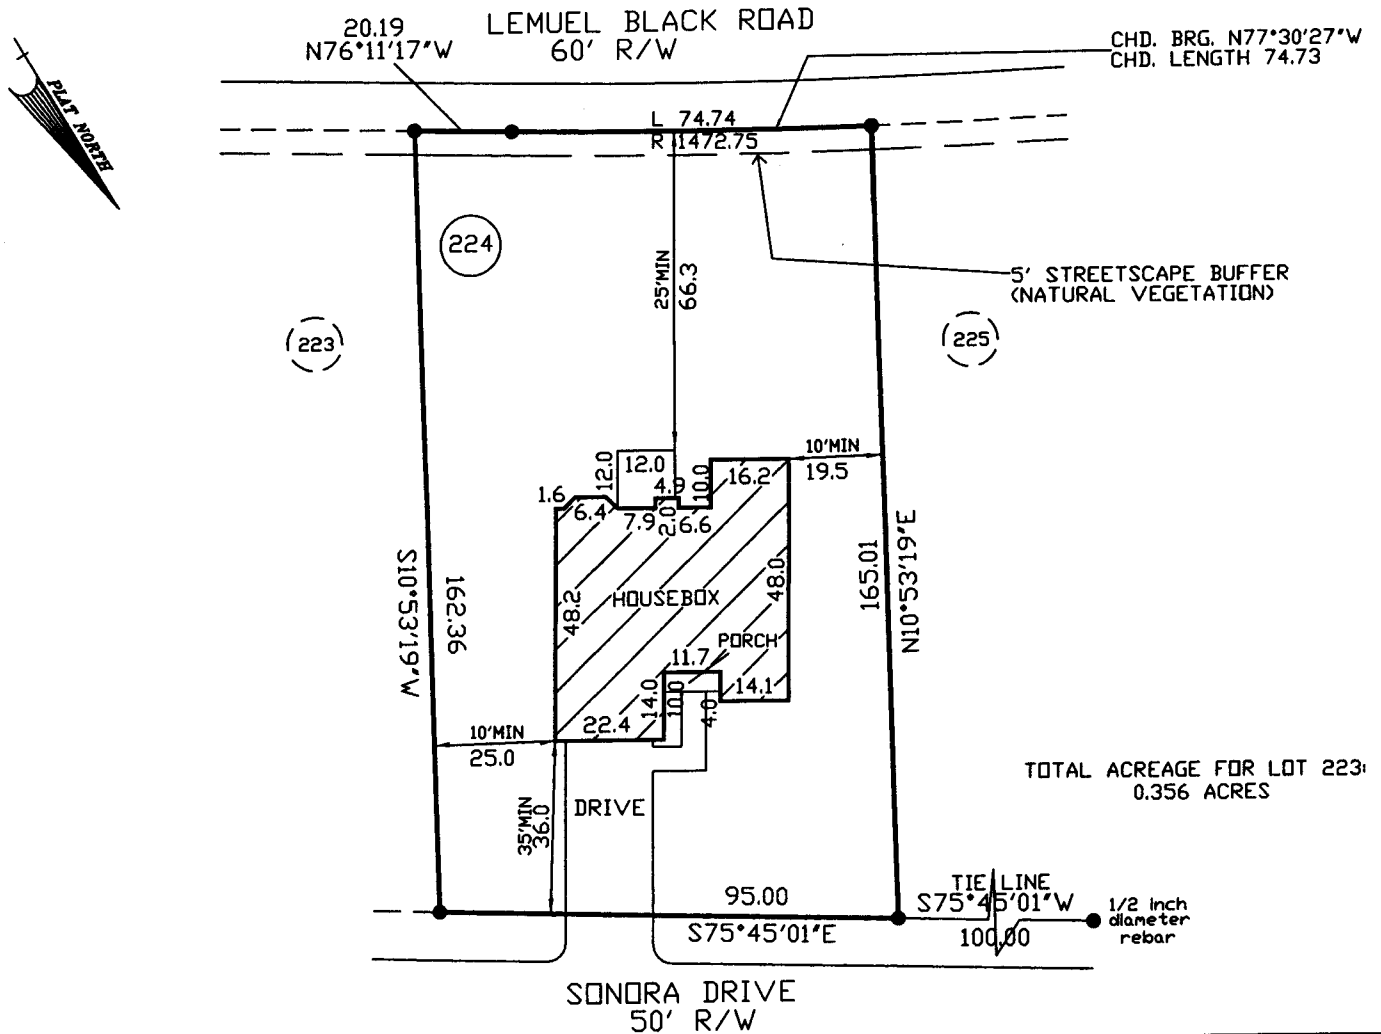 LEMUEL BLACK ROAD
60' R/W
20.19
N76°11'17"W
CHD. BRG. N77°30'27"W
CHD. LENGTH 74.73
PLAT NORTH
L 74.74
R 1472.75
224
5' STREETSCAPE BUFFER
(NATURAL VEGETATION)
25'MIN
66.3
223
225
10'MIN
19.5
12.0
12.0
4.9
10.0
16.2
1.6
6.4
7.9
2.0
6.6
S10°53'19"W
162.36
48.2
HOUSEBOX
48.0
165.01
N10°53'19"E
PORCH
11.7
14.0
10.0
4.0
14.1
22.4
10'MIN
25.0
35'MIN
36.0
DRIVE
TOTAL ACREAGE FOR LOT 223:
0.356 ACRES
95.00
S75°45'01"E
TIE LINE
S75°45'01"W
100.00
1/2 inch
diameter
rebar
SONORA DRIVE
50' R/W